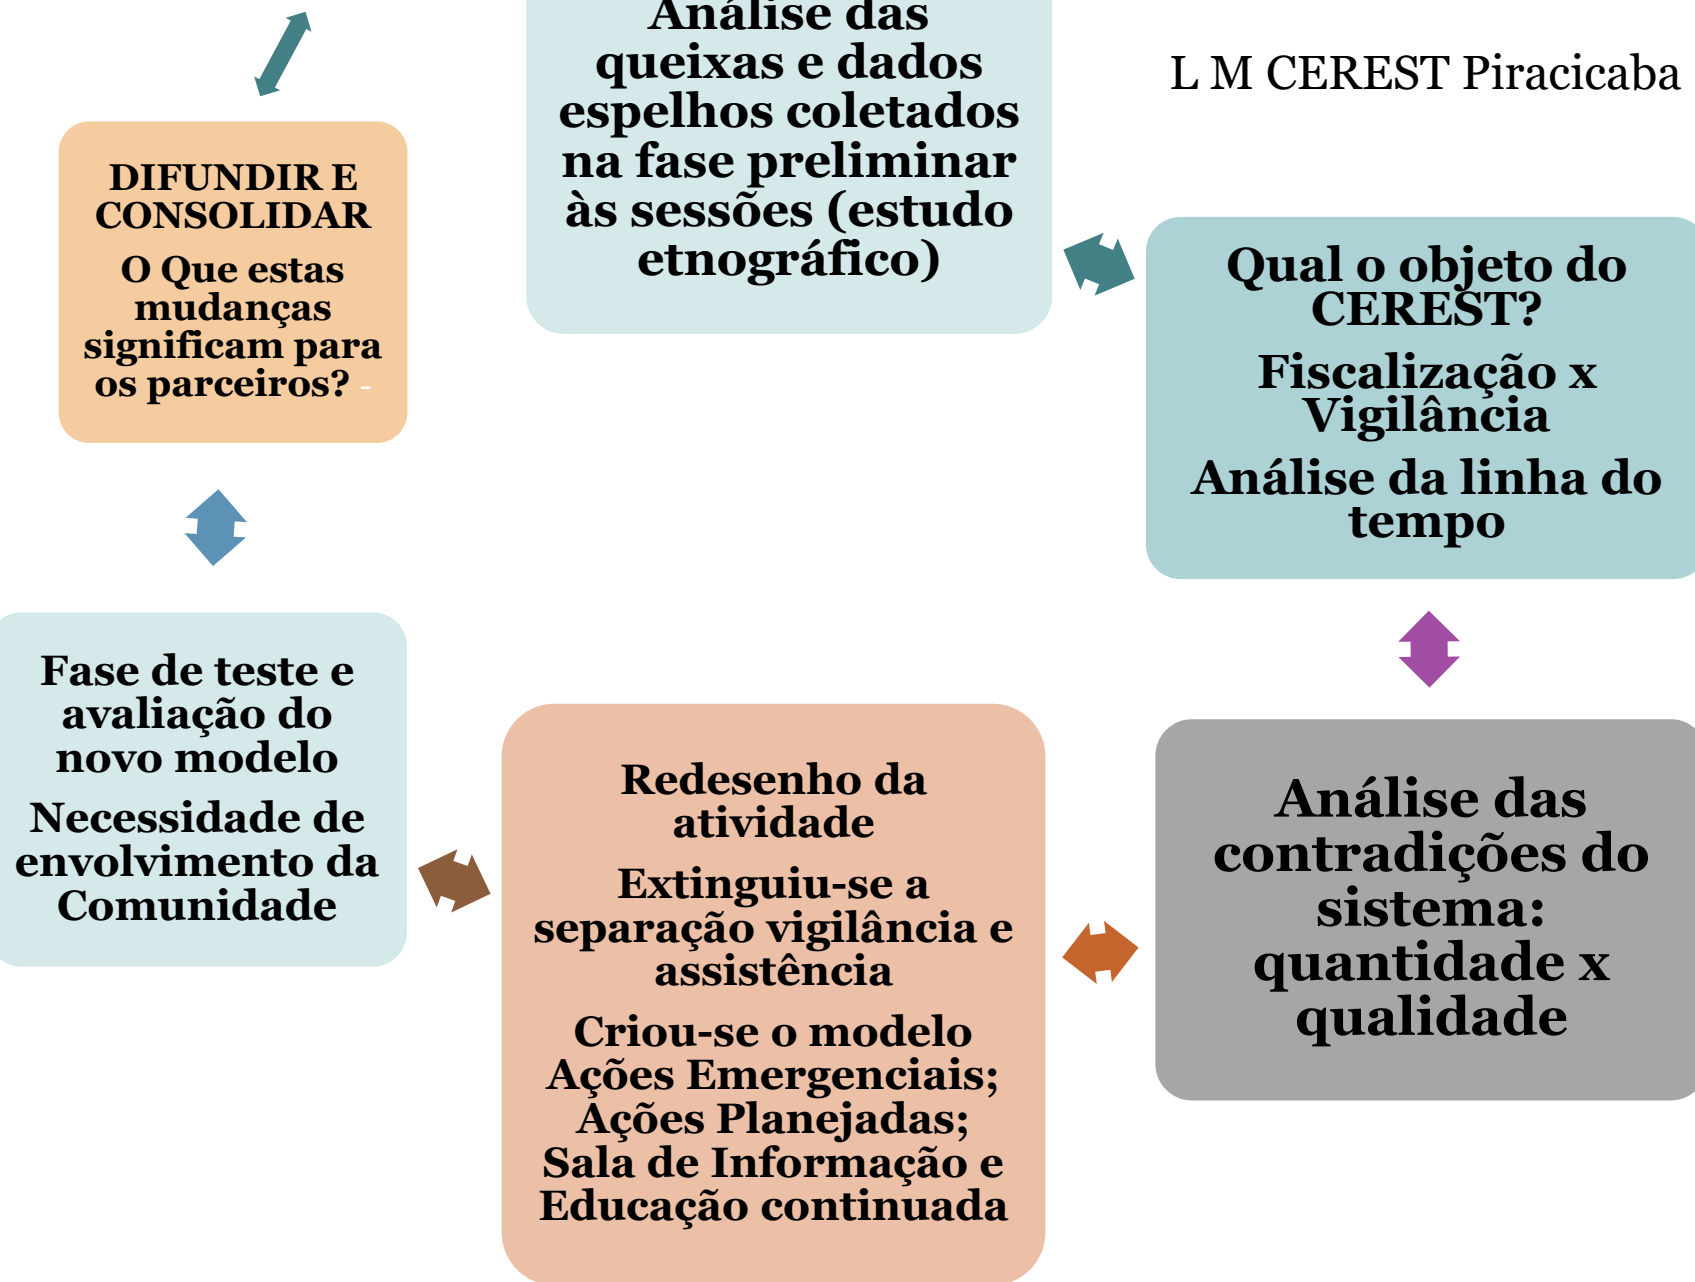 Análise das
queixas e dados
espelhos coletados
na fase preliminar
às sessões (estudo
etnográfico)
L M CEREST Piracicaba
Qual o objeto do
CEREST?
Fiscalização x
Vigilância
Análise da linha do
tempo
Análise das
contradições do
sistema:
quantidade x
qualidade
Redesenho da
atividade
Extinguiu-se a
separação vigilância e
assistência
Criou-se o modelo
Ações Emergenciais;
Ações Planejadas;
Sala de Informação e
Educação continuada
Fase de teste e
avaliação do
novo modelo
Necessidade de
envolvimento da
Comunidade
DIFUNDIR E
CONSOLIDAR
O Que estas
mudanças
significam para
os parceiros? -